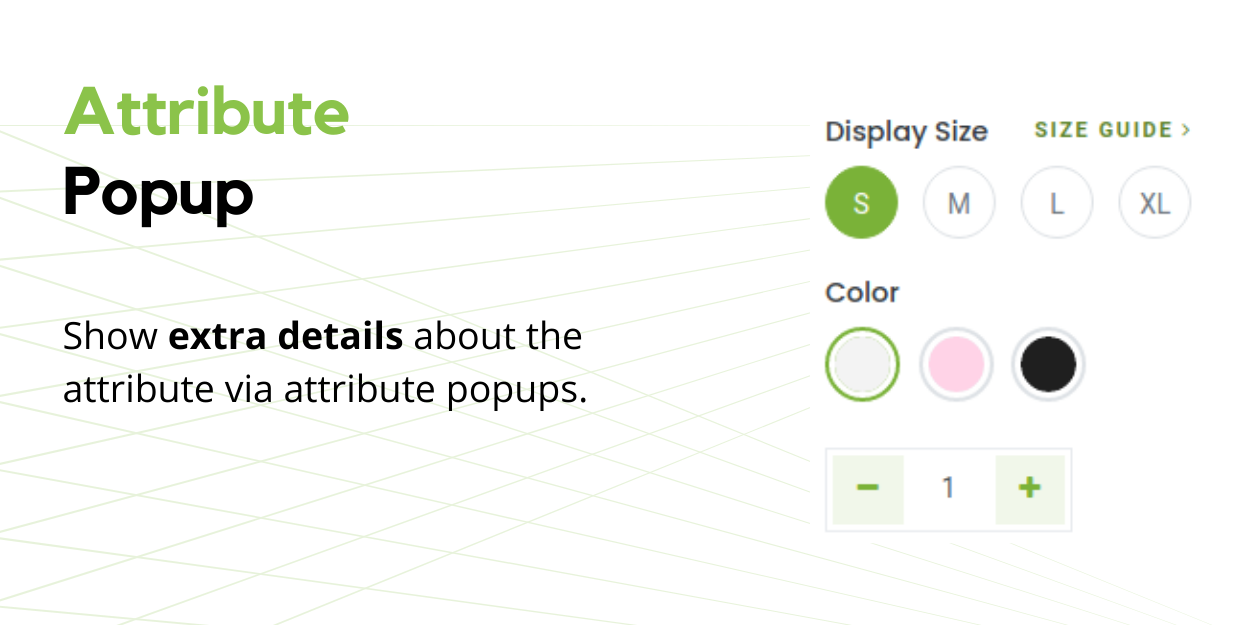 Attribute
Popup
Show extra details about the
attribute via attribute popups.
Display Size
SIZE GUIDE >
S M L XL
Color
− 1 +